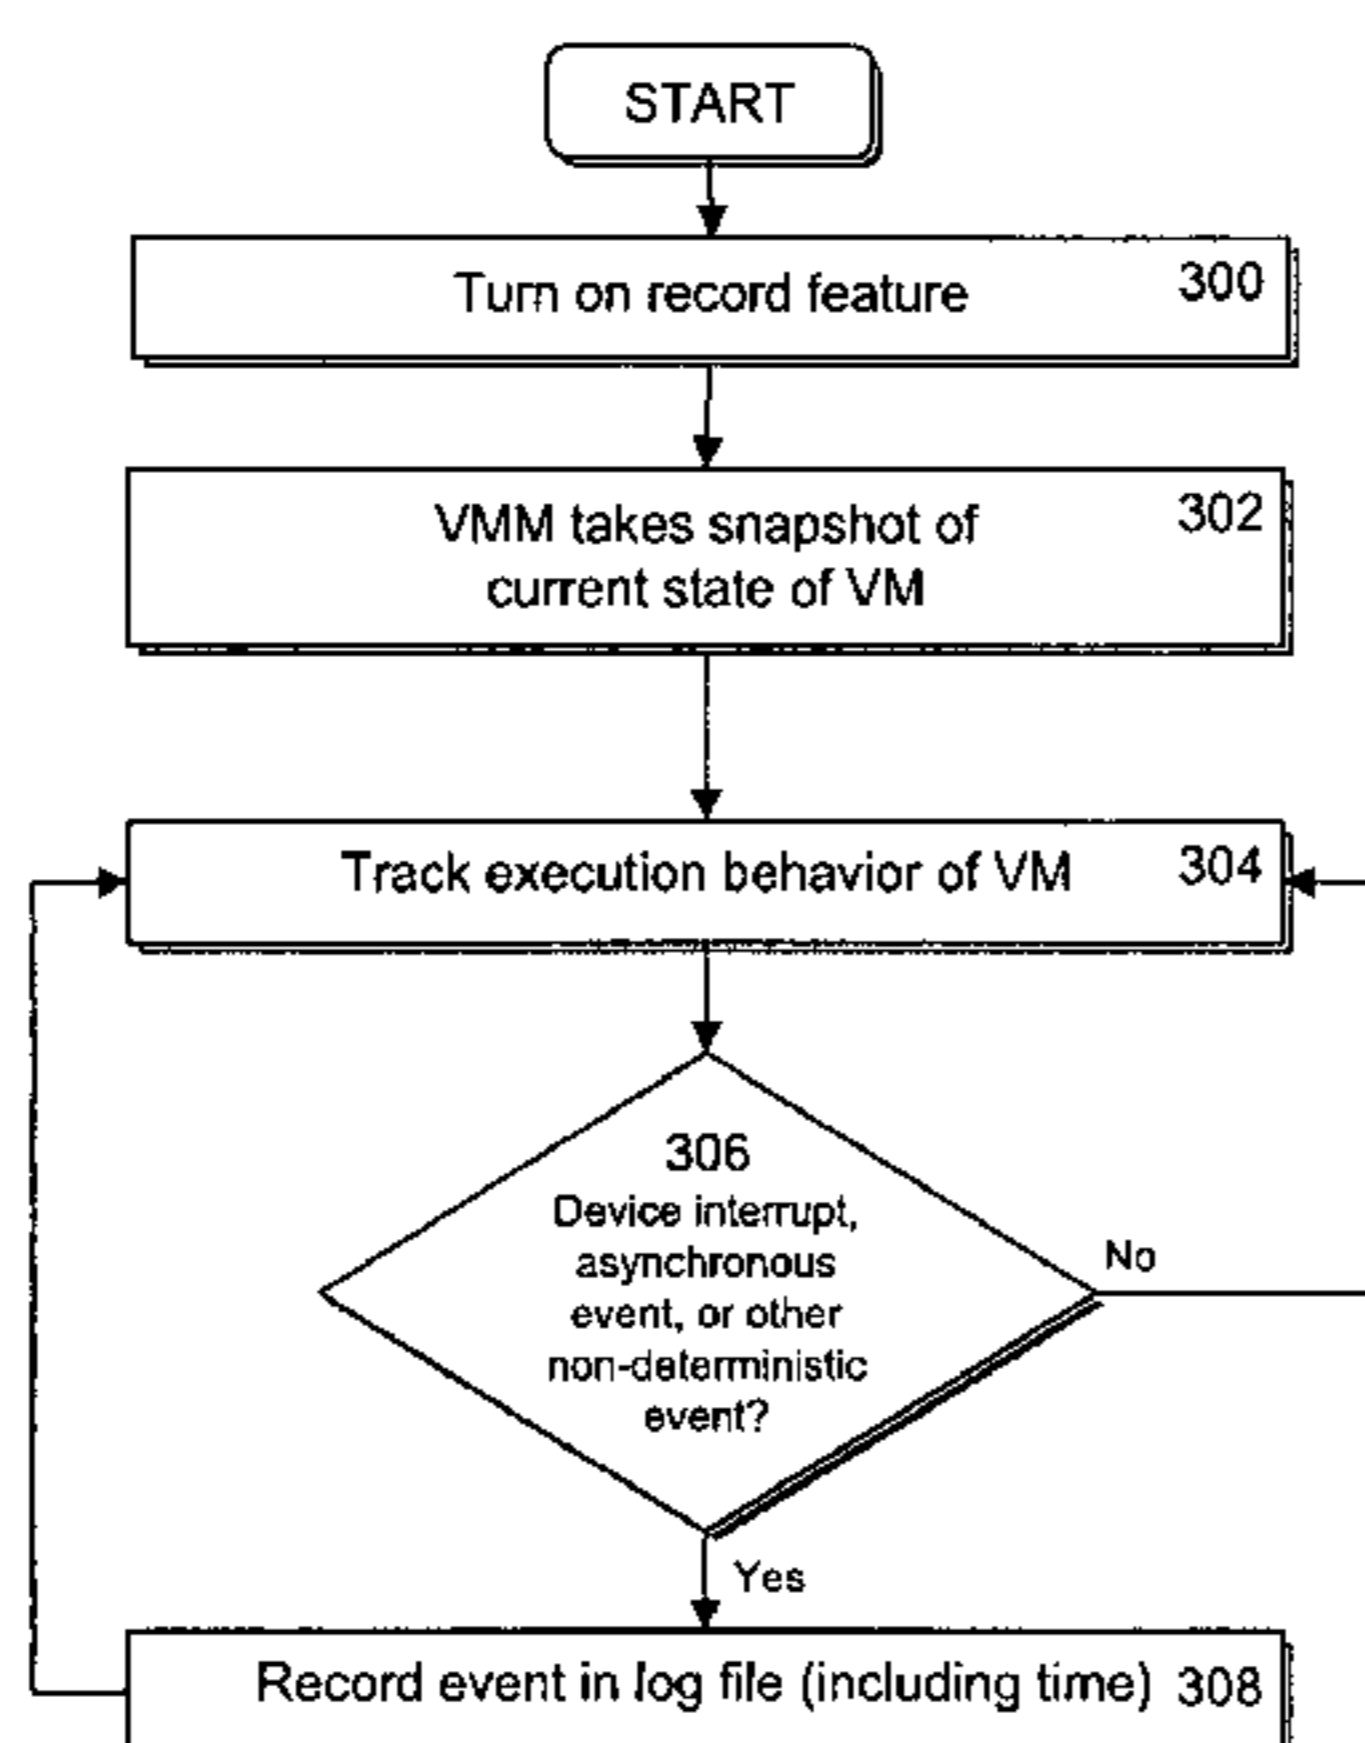 START
Turn on record feature 300
VMM takes snapshot of 302
current state of VM
Track execution behavior of VM 304
306
Device interrupt,
asynchronous
event, or other
non-deterministic
event?
No
Yes
Record event in log file (including time) 308